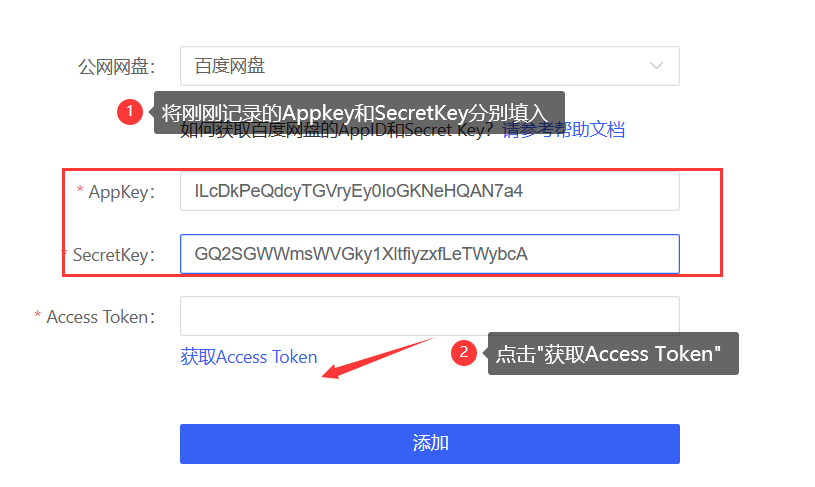 公网网盘：
百度网盘
1
将刚刚记录的Appkey和SecretKey分别填入
如何获取百度网盘的AppID和Secret Key？请参考帮助文档
* AppKey：
ILcDkPeQdcyTGVryEy0IoGKNeHQAN7a4
* SecretKey：
GQ2SGWWmsWVGky1XltfiyzxfLeTWybcA
* Access Token：
获取Access Token
2
点击"获取Access Token"
添加